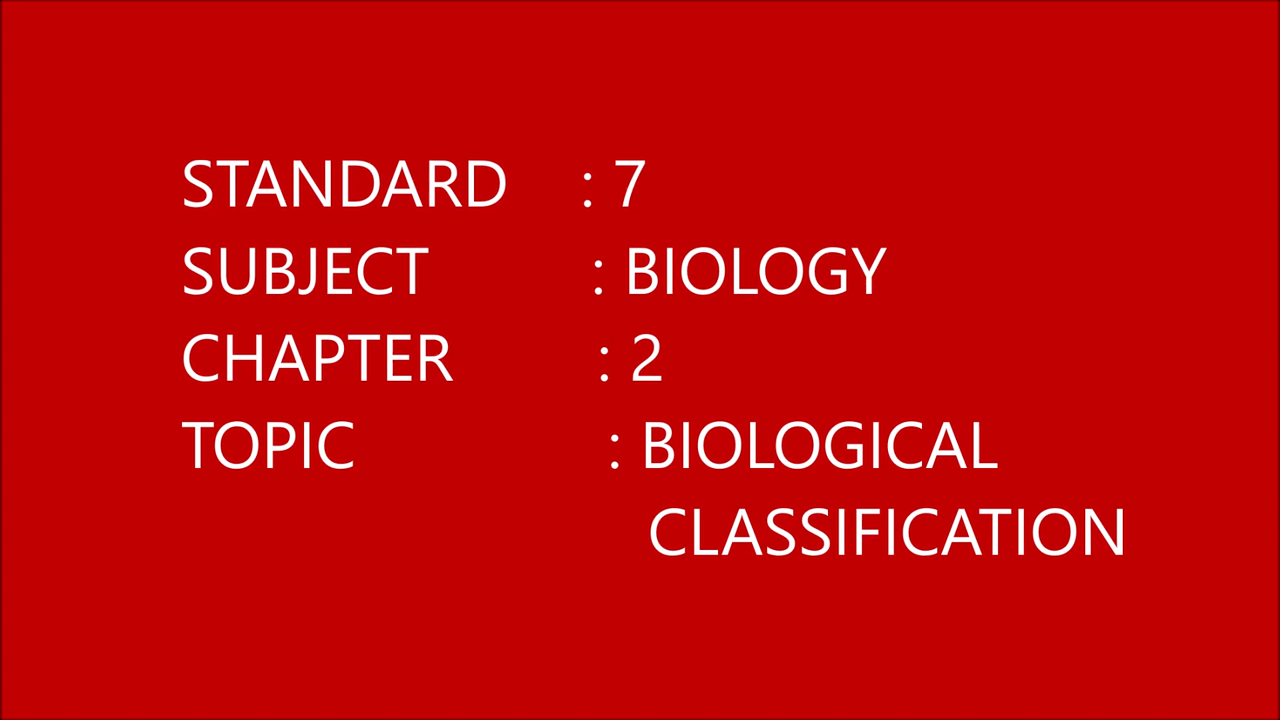 STANDARD : 7
SUBJECT : BIOLOGY
CHAPTER : 2
TOPIC : BIOLOGICAL
CLASSIFICATION